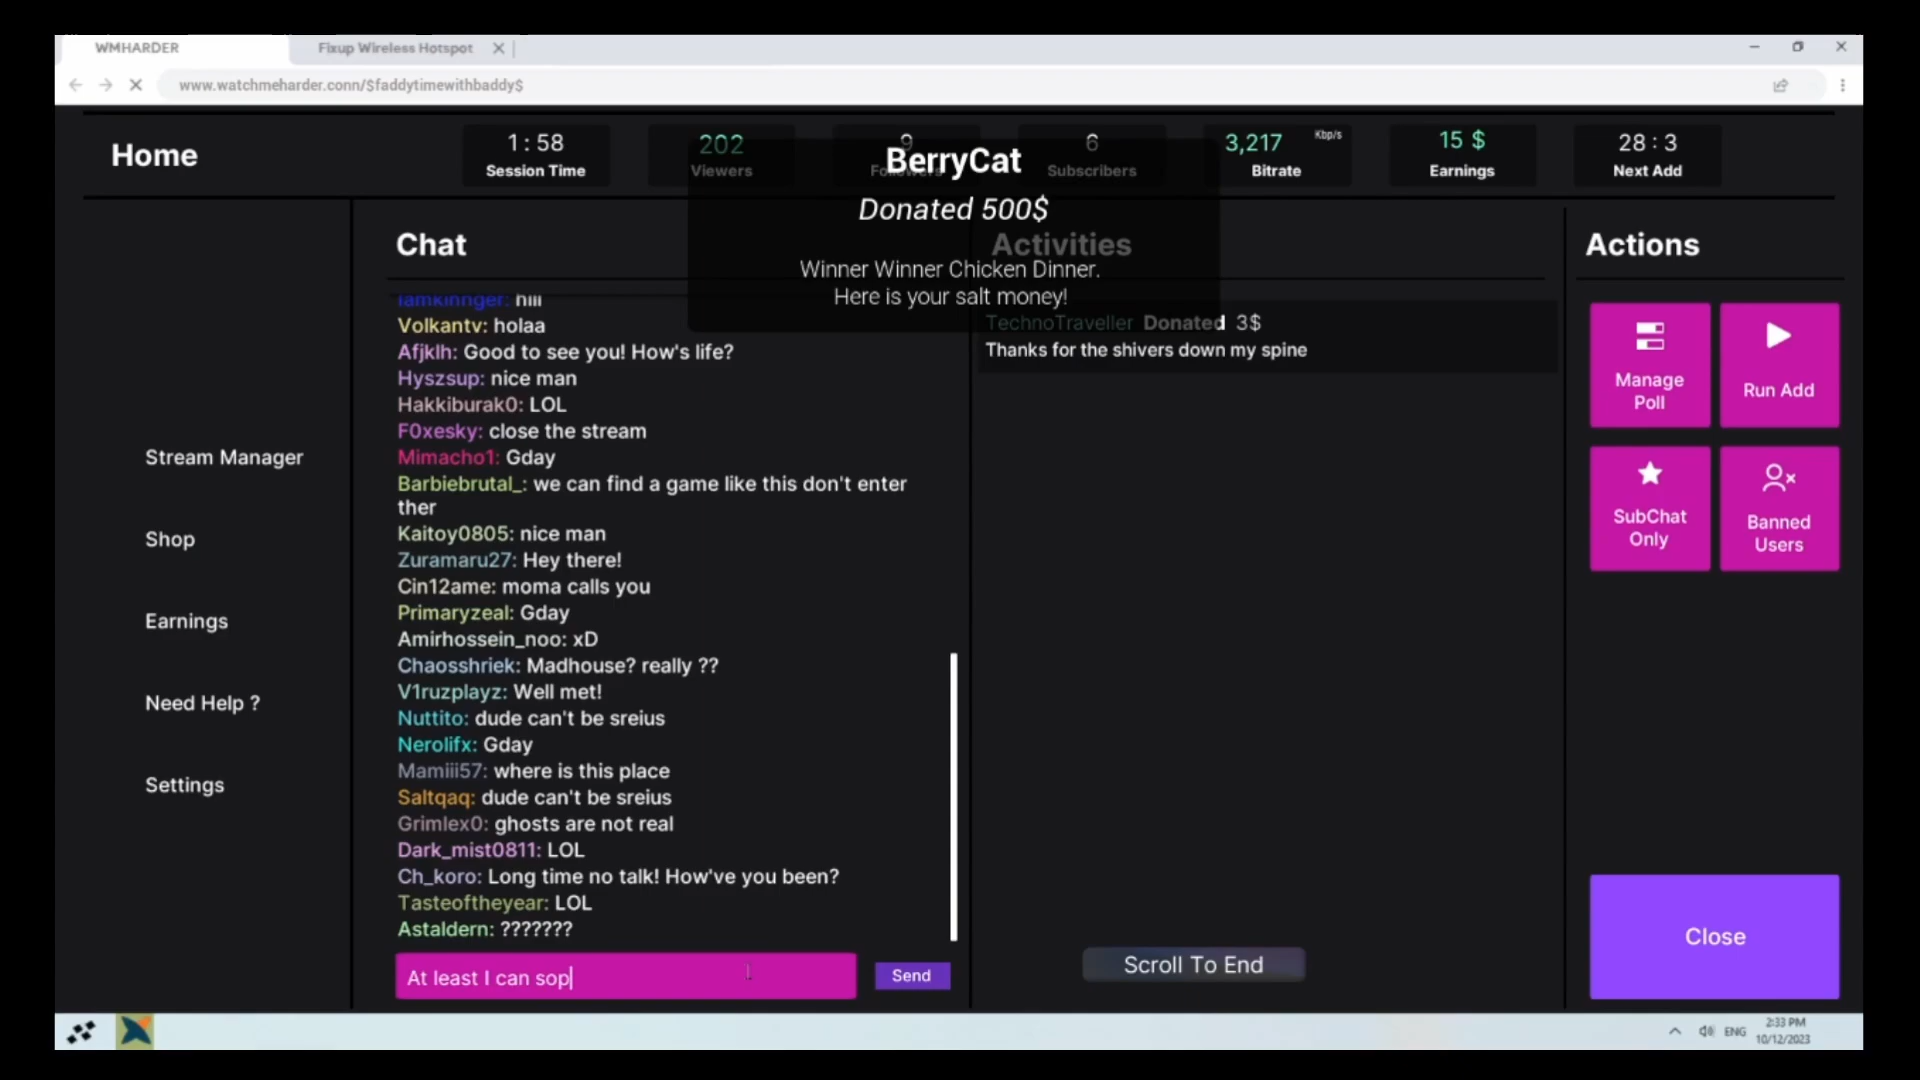 WMHARDER
Fixup Wireless Hotspot
www.watchmeharder.conn/$faddytimewithbaddy$
Home
1:58
Session Time
202
Viewers
9
Followers
6
Subscribers
3,217 Kbp/s
Bitrate
15 $
Earnings
28:3
Next Add
BerryCat
Donated 500$
Winner Winner Chicken Dinner.
Here is your salt money!
Stream Manager
Shop
Earnings
Need Help ?
Settings
Chat
Iamkinnger: hiii
Volkantv: holaa
Afjklh: Good to see you! How's life?
Hyszsup: nice man
Hakkiburak0: LOL
F0xesky: close the stream
Mimacho1: Gday
Barbiebrutal_: we can find a game like this don't enter
ther
Kaitoy0805: nice man
Zuramaru27: Hey there!
Cin12ame: moma calls you
Primaryzeal: Gday
Amirhossein_noo: xD
Chaosshriek: Madhouse? really ??
V1ruzplayz: Well met!
Nuttito: dude can't be sreius
Nerolifx: Gday
Mamiii57: where is this place
Saltqaq: dude can't be sreius
Grimlex0: ghosts are not real
Dark_mist0811: LOL
Ch_koro: Long time no talk! How've you been?
Tasteoftheyear: LOL
Astaldern: ???????
At least I can sop
Send
Activities
TechnoTraveller Donated 3$
Thanks for the shivers down my spine
Scroll To End
Actions
Manage
Poll
Run Add
SubChat
Only
Banned
Users
Close
ENG
2:33 PM
10/12/2023